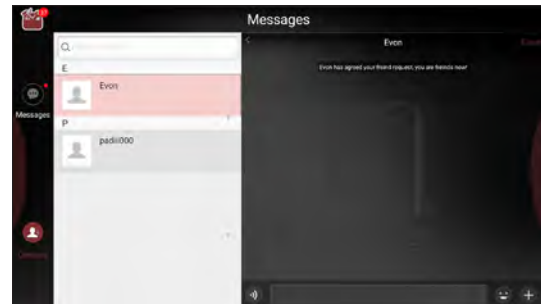 Messages
E
Evon
Messages
P
padiii000
Evon
Evon has agreed your friend request, you are friends now!